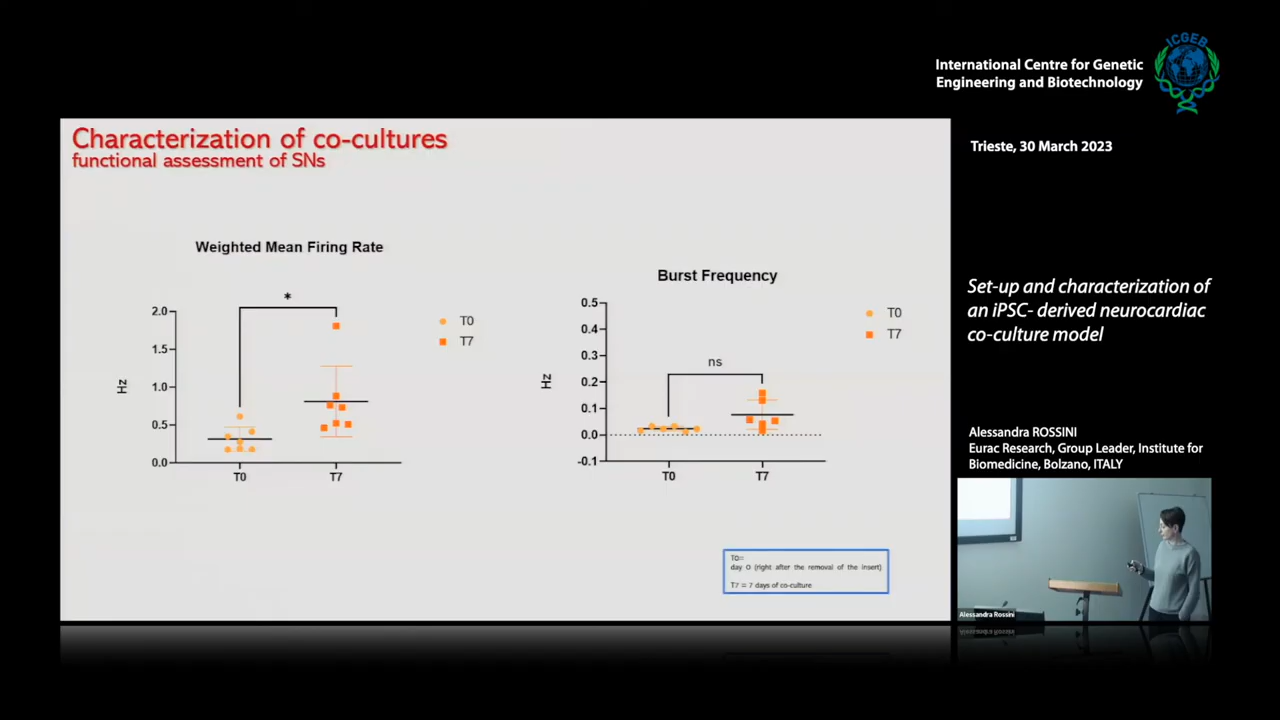 ICGEB
International Centre for Genetic
Engineering and Biotechnology
Trieste, 30 March 2023
Characterization of co-cultures
functional assessment of SNs
Weighted Mean Firing Rate
*
2.0
1.5
1.0
0.5
0.0
Hz
T0
T7
T0
T7
Burst Frequency
ns
0.5
0.4
0.3
0.2
0.1
0.0
-0.1
Hz
T0
T7
T0
T7
T0=
day 0 (right after the removal of the insert)
T7 = 7 days of co-culture
Set-up and characterization of
an iPSC- derived neurocardiac
co-culture model
Alessandra ROSSINI
Eurac Research, Group Leader, Institute for
Biomedicine, Bolzano, ITALY
Alessandra Rossini